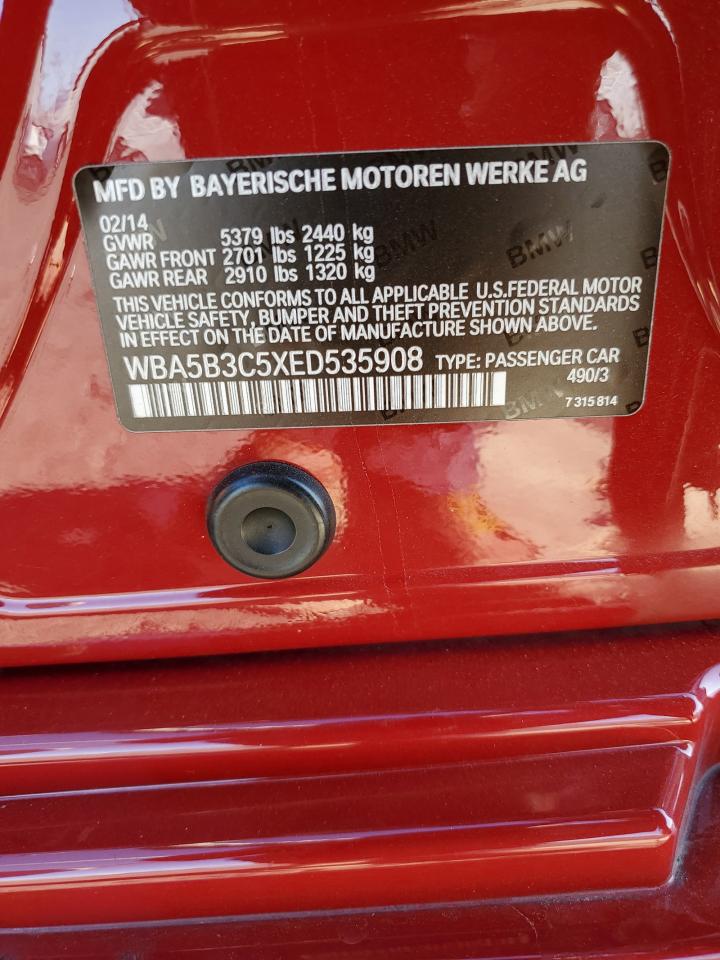 MFD BY BAYERISCHE MOTOREN WERKE AG
02/14
GVWR 5379 lbs 2440 kg
GAWR FRONT 2701 lbs 1225 kg
GAWR REAR 2910 lbs 1320 kg
THIS VEHICLE CONFORMS TO ALL APPLICABLE U.S.FEDERAL MOTOR
VEHICLE SAFETY, BUMPER AND THEFT PREVENTION STANDARDS
IN EFFECT ON THE DATE OF MANUFACTURE SHOWN ABOVE.
WBA5B3C5XED535908 TYPE: PASSENGER CAR
490/3
7 315 814